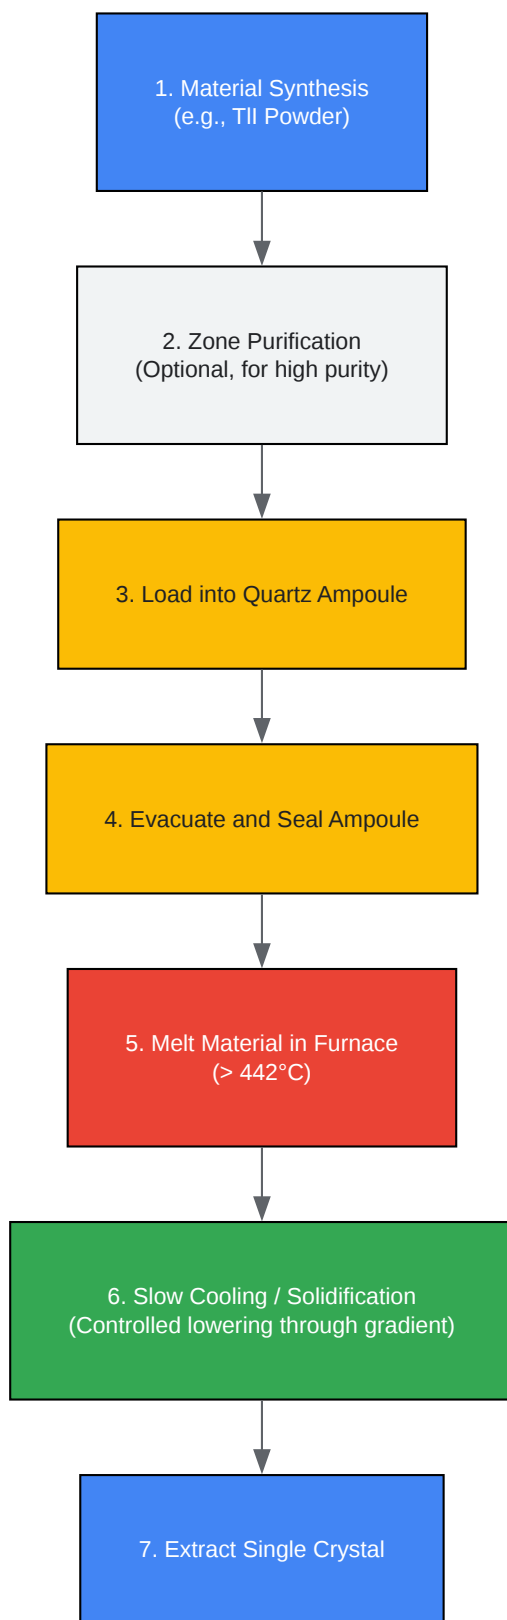 1. Material Synthesis
(e.g., TlI Powder)
2. Zone Purification
(Optional, for high purity)
3. Load into Quartz Ampoule
4. Evacuate and Seal Ampoule
5. Melt Material in Furnace
(> 442°C)
6. Slow Cooling / Solidification
(Controlled lowering through gradient)
7. Extract Single Crystal